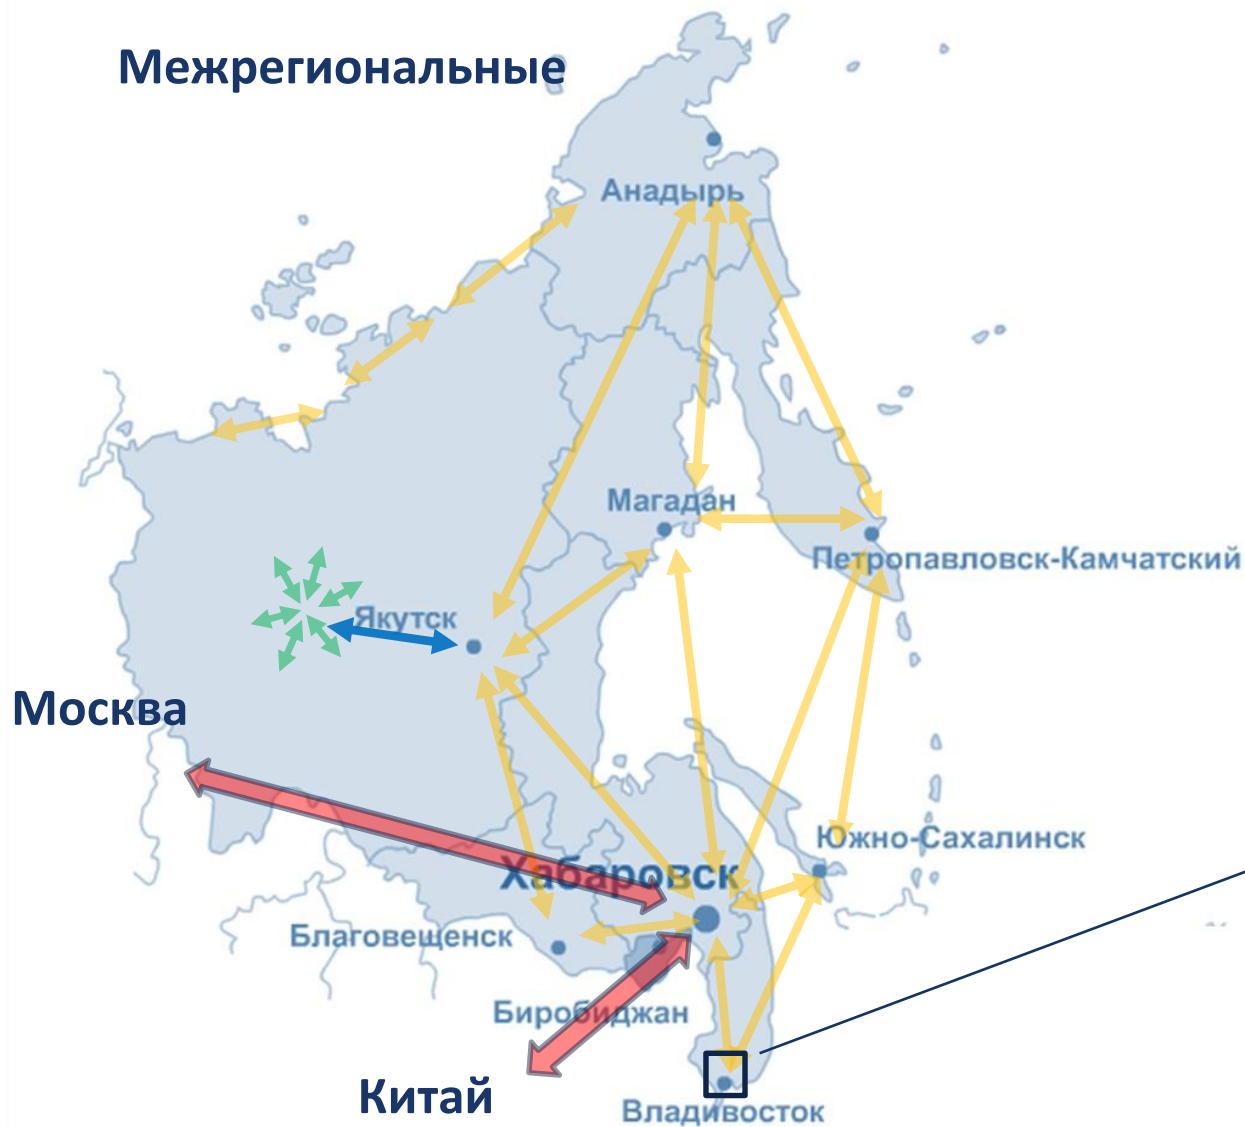 Межрегиональные
Анадырь
Магадан
Петропавловск-Камчатский
Якутск
Москва
Южно-Сахалинск
Хабаровск
Благовещенск
Биробиджан
Китай
Владивосток